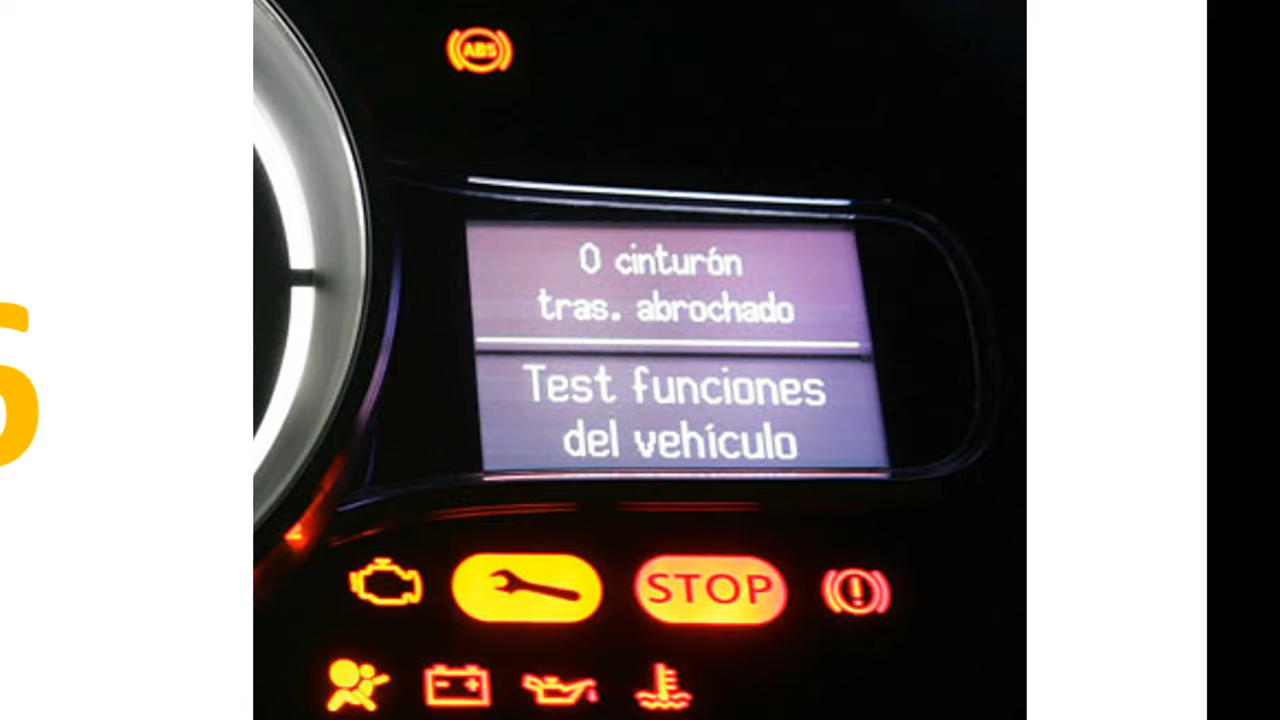 ABS
0 cinturón
tras. abrochado
Test funciones
del vehículo
STOP